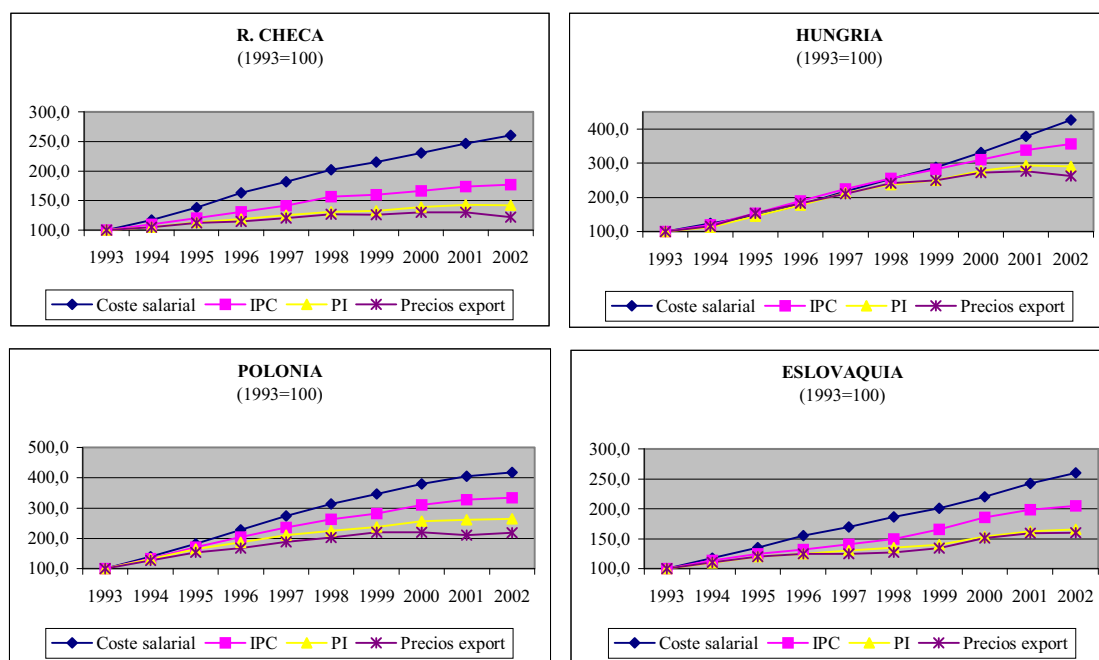 R. CHECA
(1993=100)
300,0
250,0
200,0
150,0
100,0
1993 1994 1995 1996 1997 1998 1999 2000 2001 2002
Coste salarial IPC PI Precios export
HUNGRIA
(1993=100)
400,0
300,0
200,0
100,0
1993 1994 1995 1996 1997 1998 1999 2000 2001 2002
Coste salarial IPC PI Precios export
POLONIA
(1993=100)
500,0
400,0
300,0
200,0
100,0
1993 1994 1995 1996 1997 1998 1999 2000 2001 2002
Coste salarial IPC PI Precios export
ESLOVAQUIA
(1993=100)
300,0
250,0
200,0
150,0
100,0
1993 1994 1995 1996 1997 1998 1999 2000 2001 2002
Coste salarial IPC PI Precios export